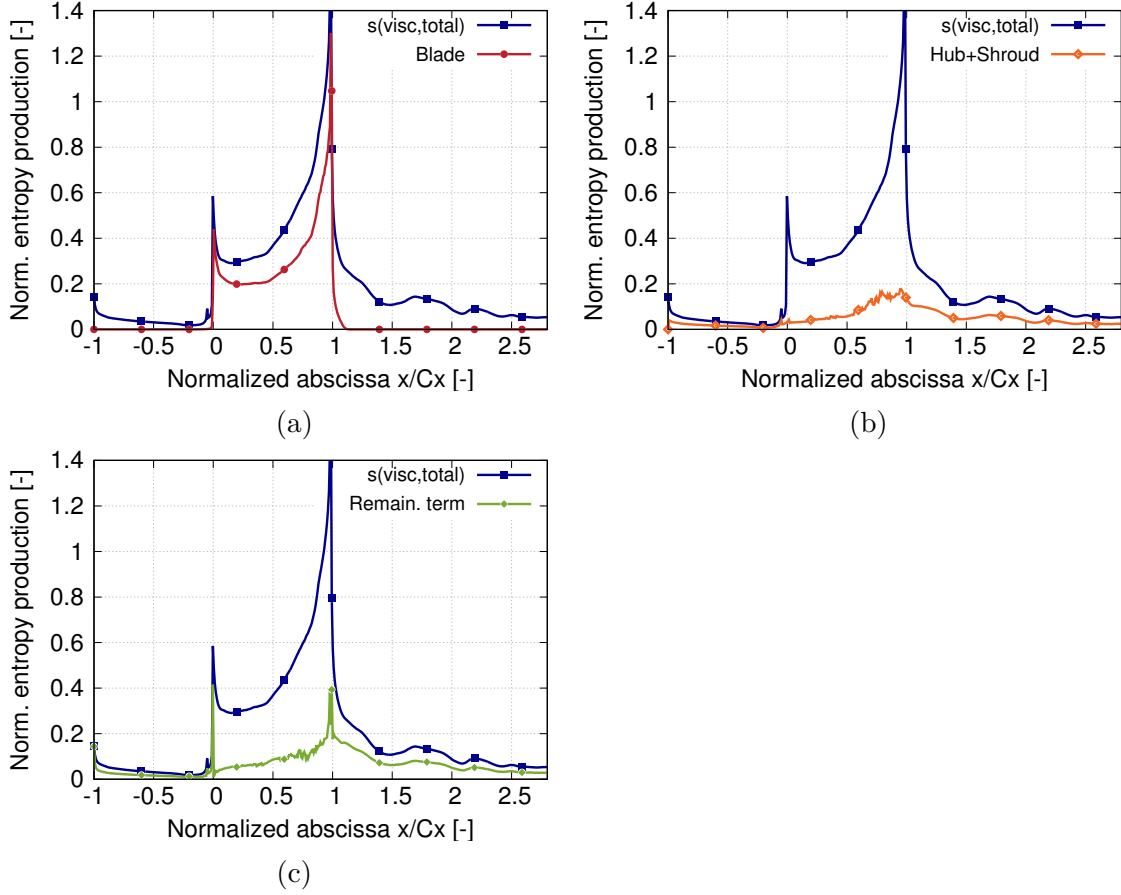 s(visc,total)
Blade
Norm. entropy production [-]
1.4
1.2
1
0.8
0.6
0.4
0.2
0
-1 -0.5 0 0.5 1 1.5 2 2.5
Normalized abscissa x/Cx [-]
(a)
s(visc,total)
Hub+Shroud
Norm. entropy production [-]
1.4
1.2
1
0.8
0.6
0.4
0.2
0
-1 -0.5 0 0.5 1 1.5 2 2.5
Normalized abscissa x/Cx [-]
(b)
s(visc,total)
Remain. term
Norm. entropy production [-]
1.4
1.2
1
0.8
0.6
0.4
0.2
0
-1 -0.5 0 0.5 1 1.5 2 2.5
Normalized abscissa x/Cx [-]
(c)